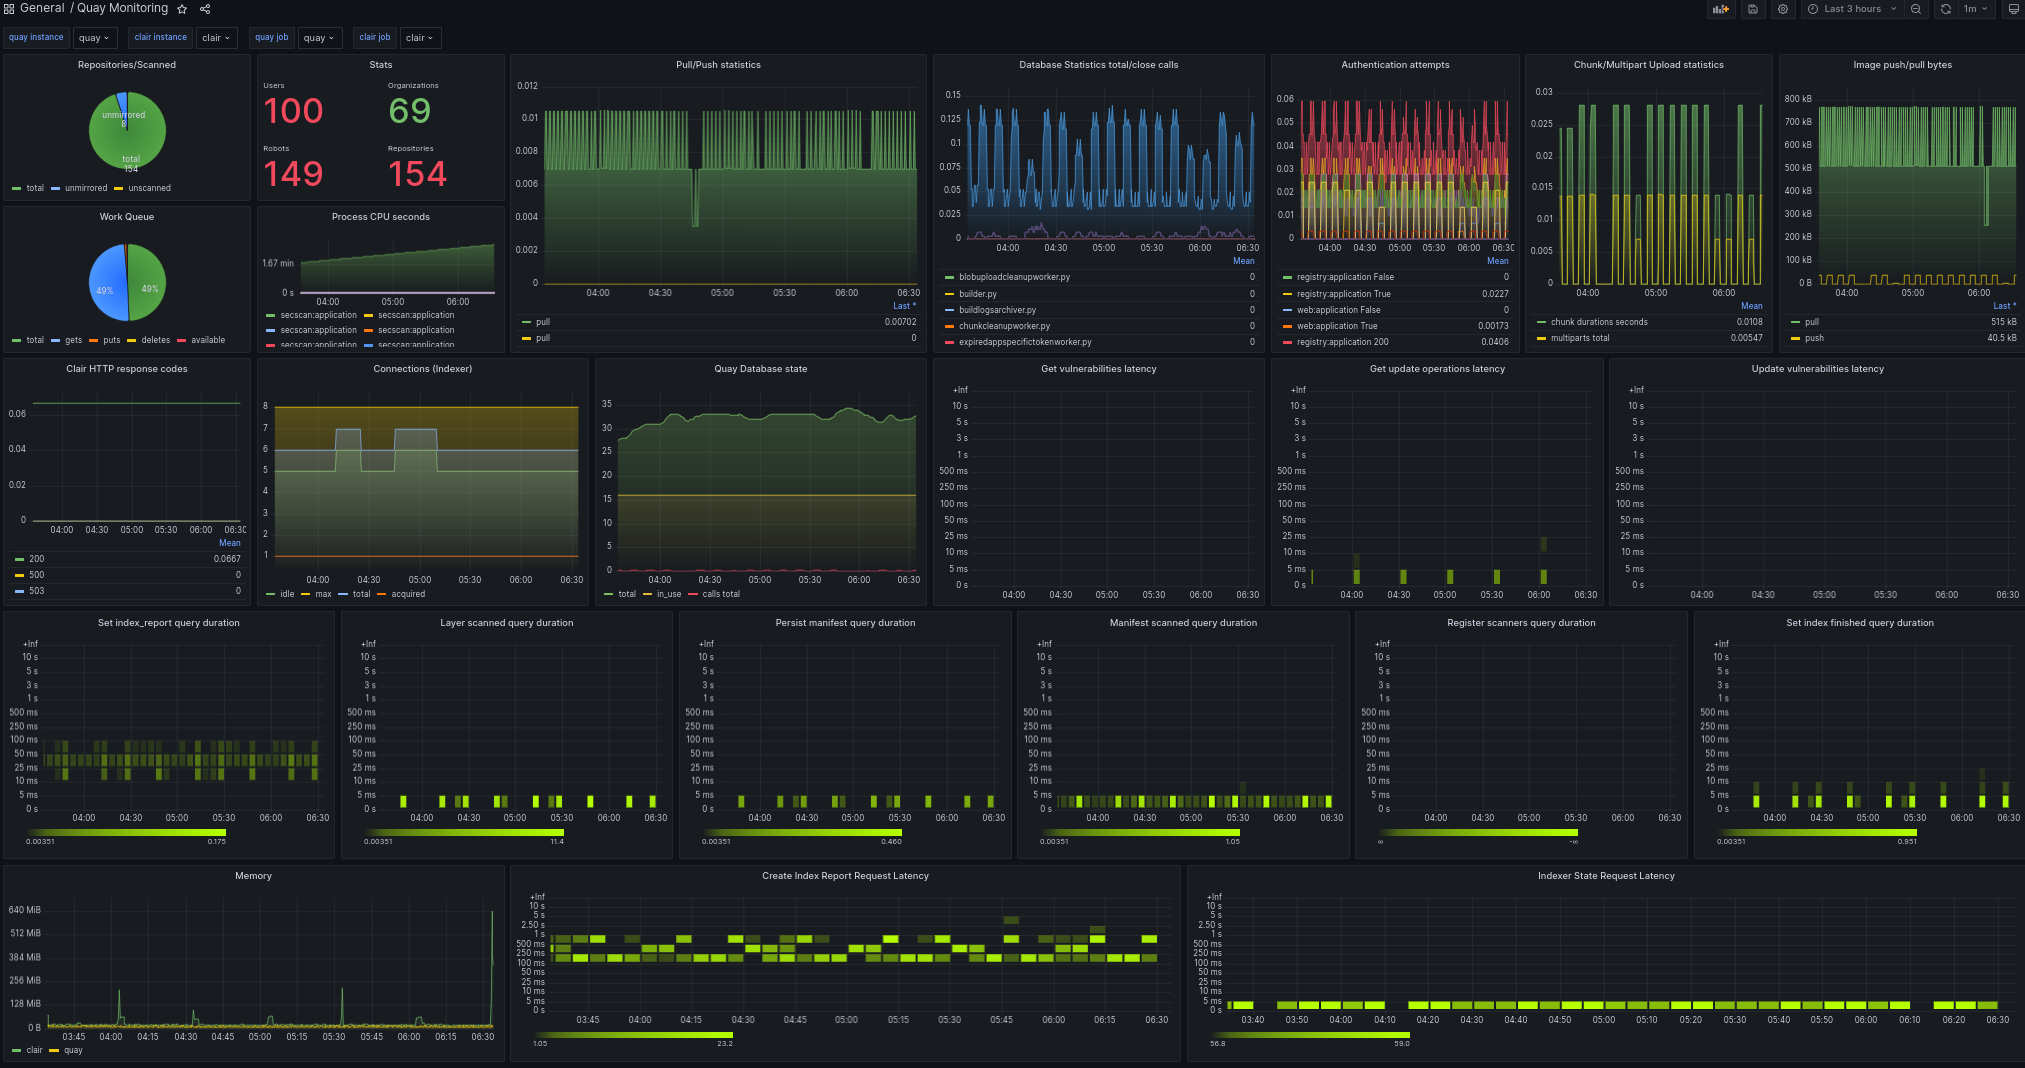 General / Quay Monitoring
Last 3 hours
1m
quay instance quay clair instance clair quay job quay clair job clair
Repositories/Scanned
unmirrored
8
total
154
total unmirrored unscanned
Stats
Users
100
Organizations
69
Robots
149
Repositories
154
Work Queue
49%
49%
total gets puts deletes available
Process CPU seconds
1.67 min
0 s
04:00 05:00 06:00
secscan:application secscan:application
secscan:application secscan:application
secscan:application secscan:application
Pull/Push statistics
0.012
0.01
0.008
0.006
0.004
0.002
0
04:00 04:30 05:00 05:30 06:00 06:30
Last *
pull 0.00702
pull 0
Database Statistics total/close calls
0.15
0.125
0.1
0.075
0.05
0.025
0
04:00 04:30 05:00 05:30 06:00 06:30
Mean
blobuploadcleanupworker.py 0
builder.py 0
buildlogsarchiver.py 0
chunkcleanupworker.py 0
expiredappspecifictokenworker.py 0
Authentication attempts
0.06
0.05
0.04
0.03
0.02
0.01
0
04:00 04:30 05:00 05:30 06:00 06:30
Mean
registry:application False 0
registry:application True 0.0227
web:application False 0
web:application True 0.00173
registry:application 200 0.0406
Chunk/Multipart Upload statistics
0.03
0.025
0.02
0.015
0.01
0.005
0
04:00 05:00 06:00
Mean
chunk durations seconds 0.0108
multiparts total 0.00547
Image push/pull bytes
800 kB
700 kB
600 kB
500 kB
400 kB
300 kB
200 kB
100 kB
0 B
04:00 05:00 06:00
Last *
pull 515 kB
push 40.5 kB
Clair HTTP response codes
0.06
0.04
0.02
0
04:00 04:30 05:00 05:30 06:00 06:30
Mean
200 0.0667
500 0
503 0
Connections (Indexer)
8
7
6
5
4
3
2
1
04:00 04:30 05:00 05:30 06:00 06:30
idle max total acquired
Quay Database state
35
30
25
20
15
10
5
0
04:00 04:30 05:00 05:30 06:00 06:30
total in_use calls total
Get vulnerabilities latency
+Inf
10 s
5 s
3 s
1 s
500 ms
250 ms
100 ms
50 ms
25 ms
10 ms
5 ms
0 s
04:00 04:30 05:00 05:30 06:00 06:30
Get update operations latency
+Inf
10 s
5 s
3 s
1 s
500 ms
250 ms
100 ms
50 ms
25 ms
10 ms
5 ms
0 s
04:00 04:30 05:00 05:30 06:00 06:30
Update vulnerabilities latency
+Inf
10 s
5 s
3 s
1 s
500 ms
250 ms
100 ms
50 ms
25 ms
10 ms
5 ms
0 s
04:00 04:30 05:00 05:30 06:00 06:30
Set index_report query duration
+Inf
10 s
5 s
3 s
1 s
500 ms
250 ms
100 ms
50 ms
25 ms
10 ms
5 ms
0 s
04:00 04:30 05:00 05:30 06:00 06:30
0.00351 0.175
Layer scanned query duration
+Inf
10 s
5 s
3 s
1 s
500 ms
250 ms
100 ms
50 ms
25 ms
10 ms
5 ms
0 s
04:00 04:30 05:00 05:30 06:00 06:30
0.00351 11.4
Persist manifest query duration
+Inf
10 s
5 s
3 s
1 s
500 ms
250 ms
100 ms
50 ms
25 ms
10 ms
5 ms
0 s
04:00 04:30 05:00 05:30 06:00 06:30
0.00351 0.460
Manifest scanned query duration
+Inf
10 s
5 s
3 s
1 s
500 ms
250 ms
100 ms
50 ms
25 ms
10 ms
5 ms
0 s
04:00 04:30 05:00 05:30 06:00 06:30
0.00351 1.05
Register scanners query duration
+Inf
10 s
5 s
3 s
1 s
500 ms
250 ms
100 ms
50 ms
25 ms
10 ms
5 ms
0 s
04:00 04:30 05:00 05:30 06:00 06:30
∞ -∞
Set index finished query duration
+Inf
10 s
5 s
3 s
1 s
500 ms
250 ms
100 ms
50 ms
25 ms
10 ms
5 ms
0 s
04:00 04:30 05:00 05:30 06:00 06:30
0.00351 0.951
Memory
640 MiB
512 MiB
384 MiB
256 MiB
128 MiB
0 B
03:45 04:00 04:15 04:30 04:45 05:00 05:15 05:30 05:45 06:00 06:15 06:30
clair quay
Create Index Report Request Latency
+Inf
10 s
5 s
2.50 s
1 s
500 ms
250 ms
100 ms
50 ms
25 ms
10 ms
5 ms
0 s
03:45 04:00 04:15 04:30 04:45 05:00 05:15 05:30 05:45 06:00 06:15 06:30
1.05 23.2
Indexer State Request Latency
+Inf
10 s
5 s
2.50 s
1 s
500 ms
250 ms
100 ms
50 ms
25 ms
10 ms
5 ms
0 s
03:40 03:50 04:00 04:10 04:20 04:30 04:40 04:50 05:00 05:10 05:20 05:30 05:40 05:50 06:00 06:10 06:20 06:30
56.8 59.0